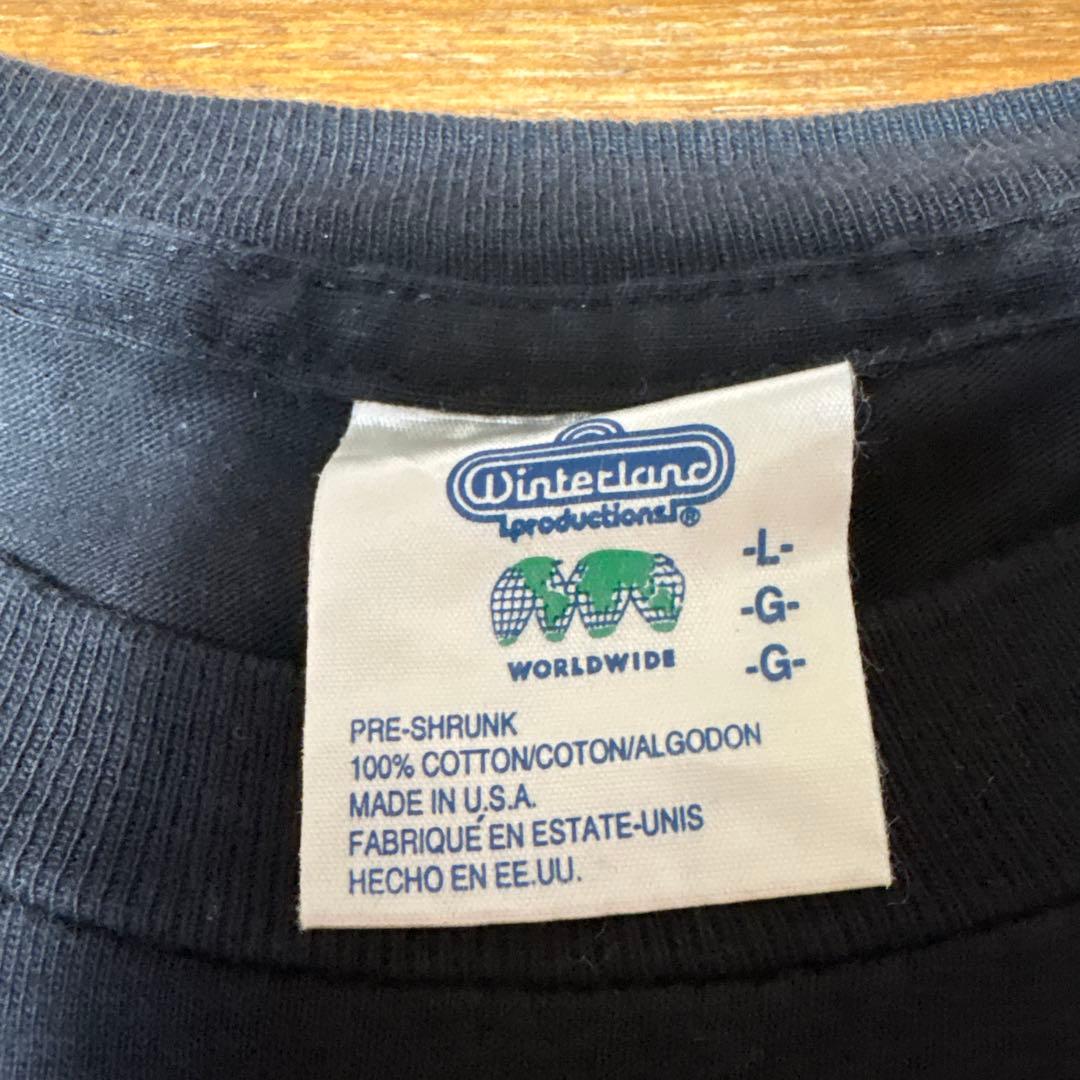 Winterland
productions®
-L-
-G-
-G-
WORLDWIDE
PRE-SHRUNK
100% COTTON/COTON/ALGODON
MADE IN U.S.A.
FABRIQUÉ EN ESTATE-UNIS
HECHO EN EE.UU.